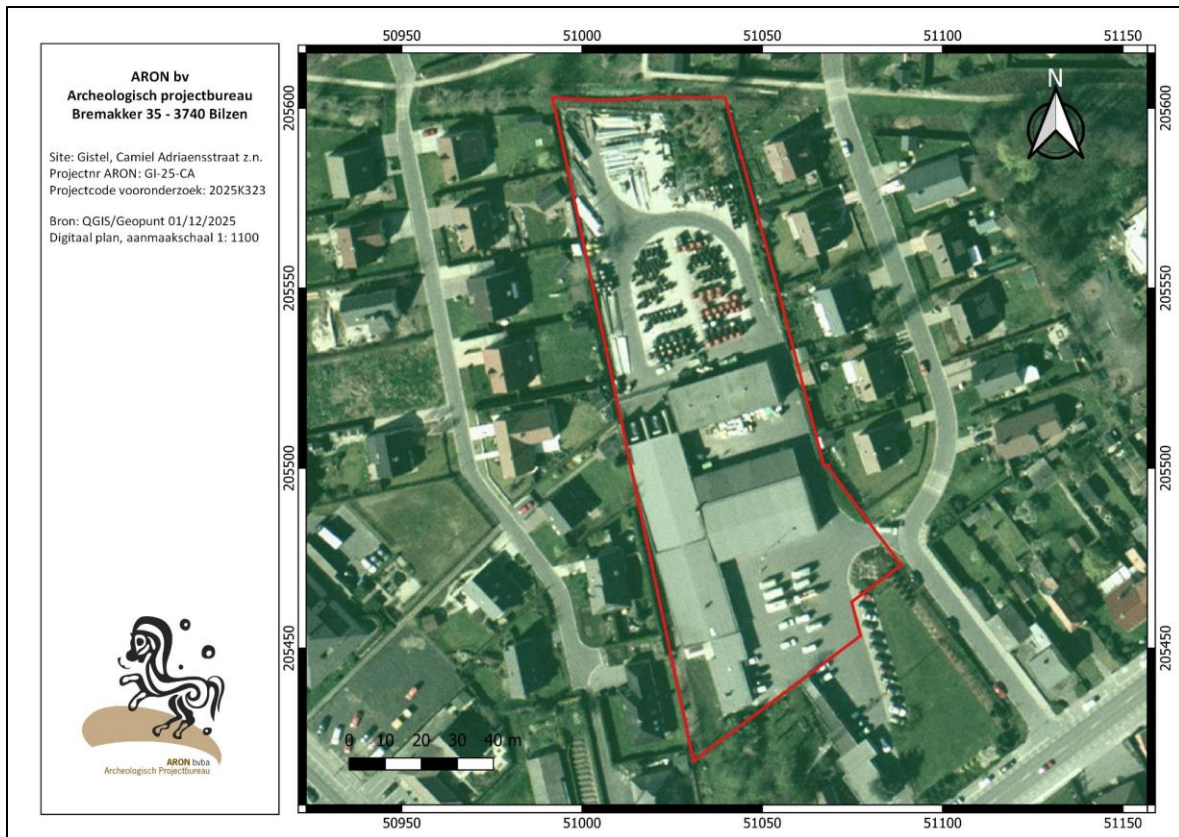 ARON bv
Archeologisch projectbureau
Bremakker 35 - 3740 Bilzen
Site: Gistel, Camiel Adriaensstraat z.n.
Projectnr ARON: GI-25-CA
Projectcode vooronderzoek: 2025K323
Bron: QGIS/Geopunt 01/12/2025
Digitaal plan, aanmaakschaal 1: 1100
ARON bvba
Archeologisch Projectbureau
50950 51000 51050 51100 51150
N
205600 205600
205550 205550
205500 205500
205450 205450
0 10 20 30 40 m
50950 51000 51050 51100 51150